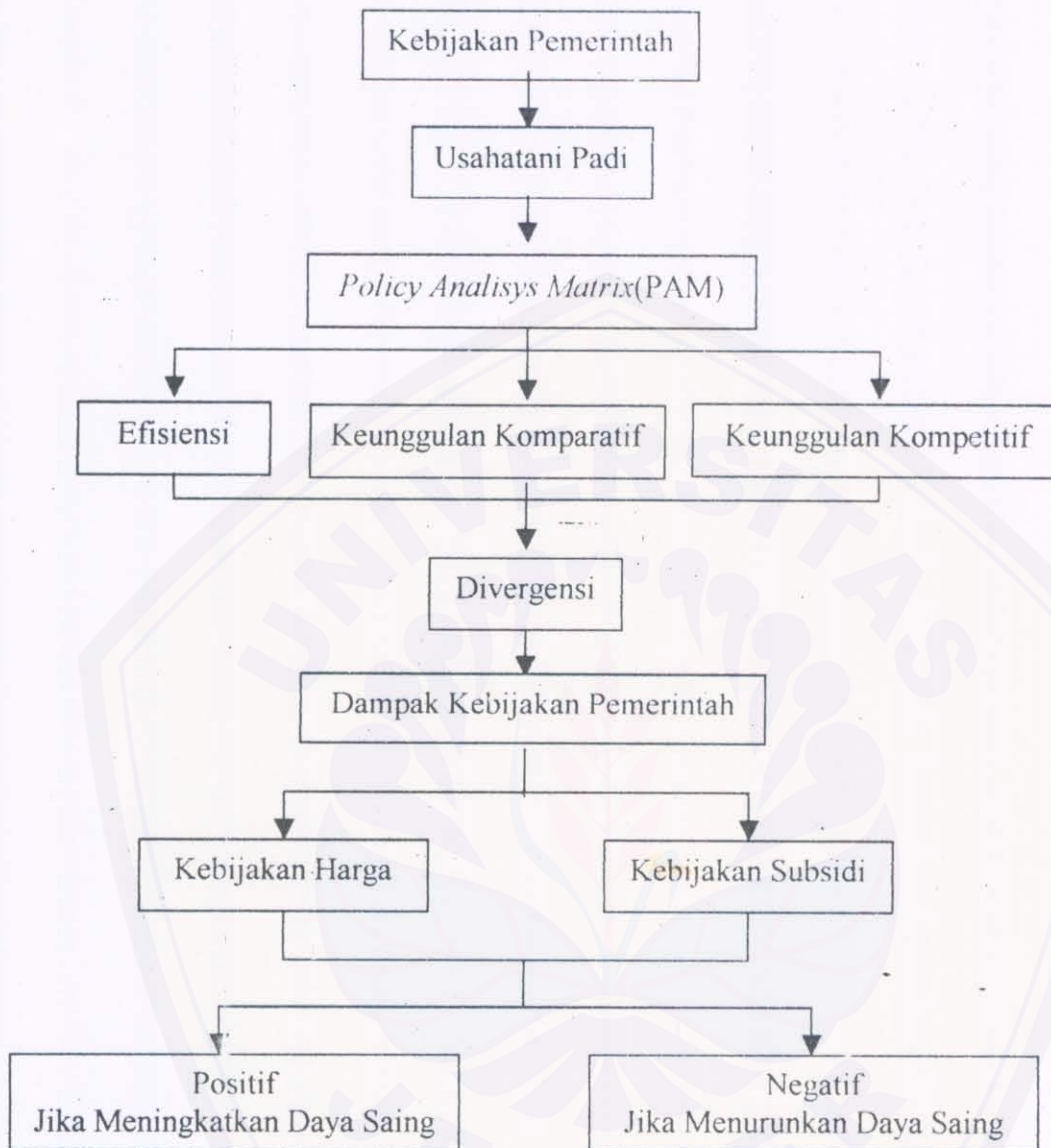 Kebijakan Pemerintah
Usahatani Padi
Policy Analisys Matrix(PAM)
Efisiensi
Keunggulan Komparatif
Keunggulan Kompetitif
UNIVERSITAS
Divergensi
Dampak Kebijakan Pemerintah
Kebijakan Harga
Kebijakan Subsidi
Positif
Jika Meningkatkan Daya Saing
Negatif
Jika Menurunkan Daya Saing